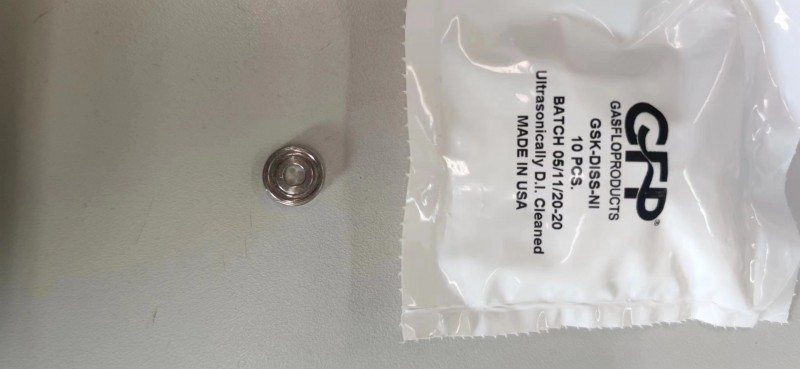 GFP®
GASFLOPRODUCTS
GSK-DISS-NI
10 PCS.
BATCH 05/11/20-20
Ultrasonically D.I. Cleaned
MADE IN USA